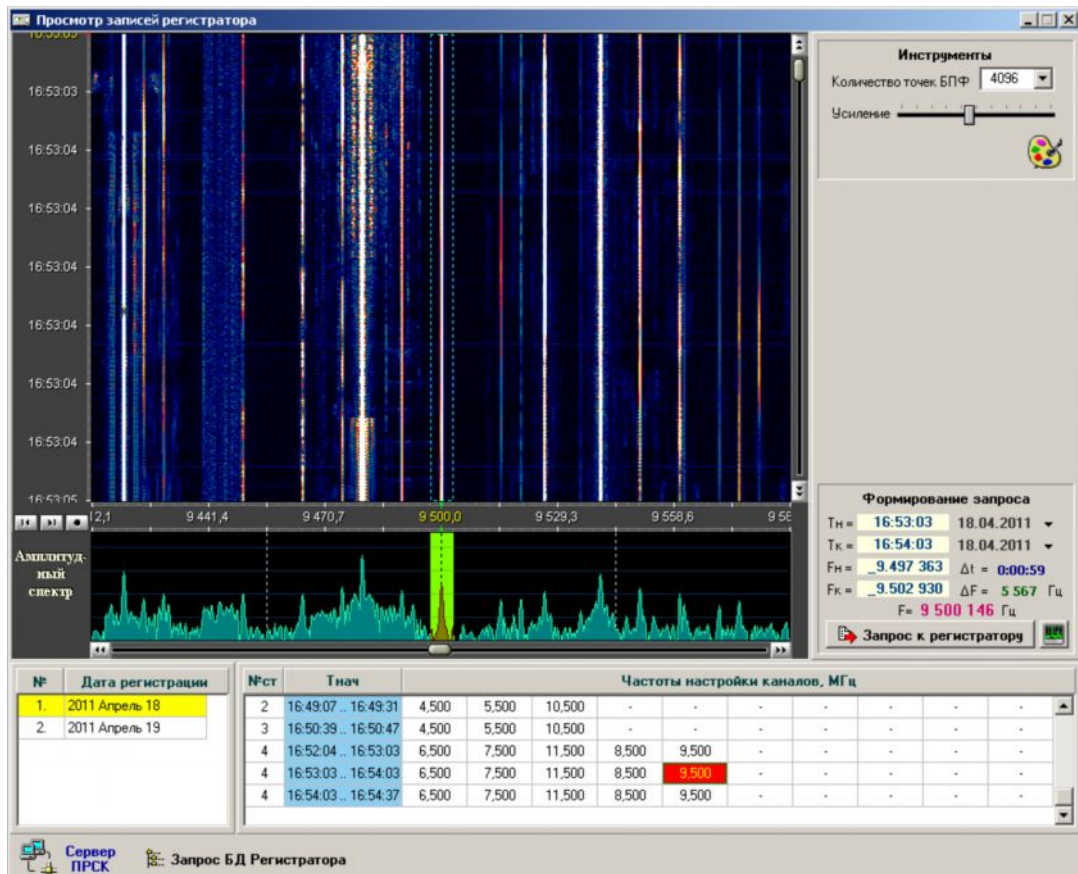 Просмотр записей регистратора
16:53:03
16:53:04
16:53:04
16:53:04
16:53:04
16:53:04
16:53:04
16:53:05
12,1 9 441,4 9 470,7 9 500,0 9 529,3 9 558,6 9 58
Амплитуд-
ный
спектр
Инструменты
Количество точек БПФ 4096
Усиление
Формирование запроса
Тн = 16:53:03 18.04.2011
Тк = 16:54:03 18.04.2011
Fн = _9.497 363 Δt = 0:00:59
Fк = _9.502 930 ΔF = 5 567 Гц
F= 9 500 146 Гц
Запрос к регистратору
№ Дата регистрации
1. 2011 Апрель 18
2. 2011 Апрель 19
№ст Тнач Частоты настройки каналов, МГц
2 16:49:07 .. 16:49:31 4,500 5,500 10,500 - - - - - - -
3 16:50:39 .. 16:50:47 4,500 5,500 10,500 - - - - - - -
4 16:52:04 .. 16:53:03 6,500 7,500 11,500 8,500 9,500 - - - - -
4 16:53:03 .. 16:54:03 6,500 7,500 11,500 8,500 9,500 - - - - -
4 16:54:03 .. 16:54:37 6,500 7,500 11,500 8,500 9,500 - - - - -
Сервер
ПРСК
Запрос БД Регистратора